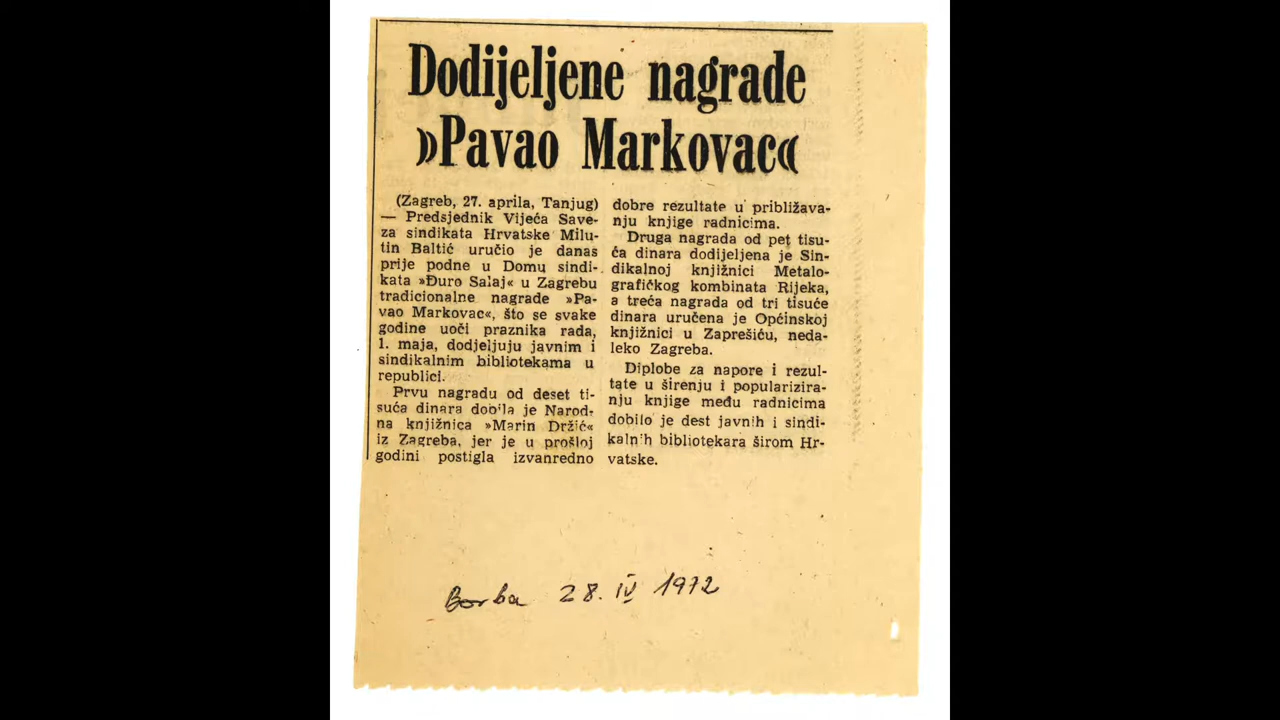 Dodijeljene nagrade
»Pavao Markovac«
(Zagreb, 27. aprila, Tanjug)
— Predsjednik Vijeća Save-
za sindikata Hrvatske Milu-
tin Baltić uručio je danas
prije podne u Domu sindi-
kata »Đuro Salaj« u Zagrebu
tradicionalne nagrade »Pa-
vao Markovac«, što se svake
godine uoči praznika rada,
1. maja, dodjeljuju javnim i
sindikalnim bibliotekama u
republici.
Prvu nagradu od deset ti-
suća dinara dobila je Narod-
na knjižnica »Marin Držić«
iz Zagreba, jer je u prošloj
godini postigla izvanredno
dobre rezultate u približava-
nju knjige radnicima.
Druga nagrada od pet tisu-
ća dinara dodijeljena je Sin-
dikalnoj knjižnici Metalo-
grafičkog kombinata Rijeka,
a treća nagrada od tri tisuće
dinara uručena je Općinskoj
knjižnici u Zaprešiću, neda-
leko Zagreba.
Diplobe za napore i rezul-
tate u širenju i popularizira-
nju knjige među radnicima
dobilo je dest javnih i sindi-
kalnih bibliotekara širom Hr-
vatske.
Borba 28. IV 1972